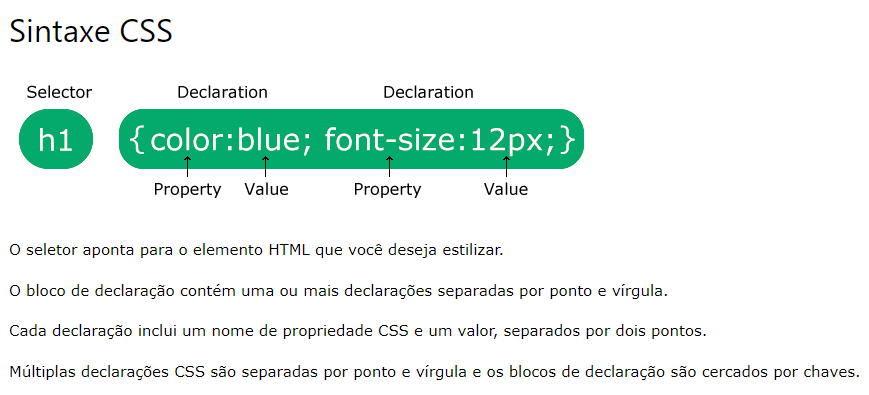 Sintaxe CSS
Selector Declaration Declaration
h1 {color:blue; font-size:12px;}
Property Value Property Value
O seletor aponta para o elemento HTML que você deseja estilizar.
O bloco de declaração contém uma ou mais declarações separadas por ponto e vírgula.
Cada declaração inclui um nome de propriedade CSS e um valor, separados por dois pontos.
Múltiplas declarações CSS são separadas por ponto e vírgula e os blocos de declaração são cercados por chaves.